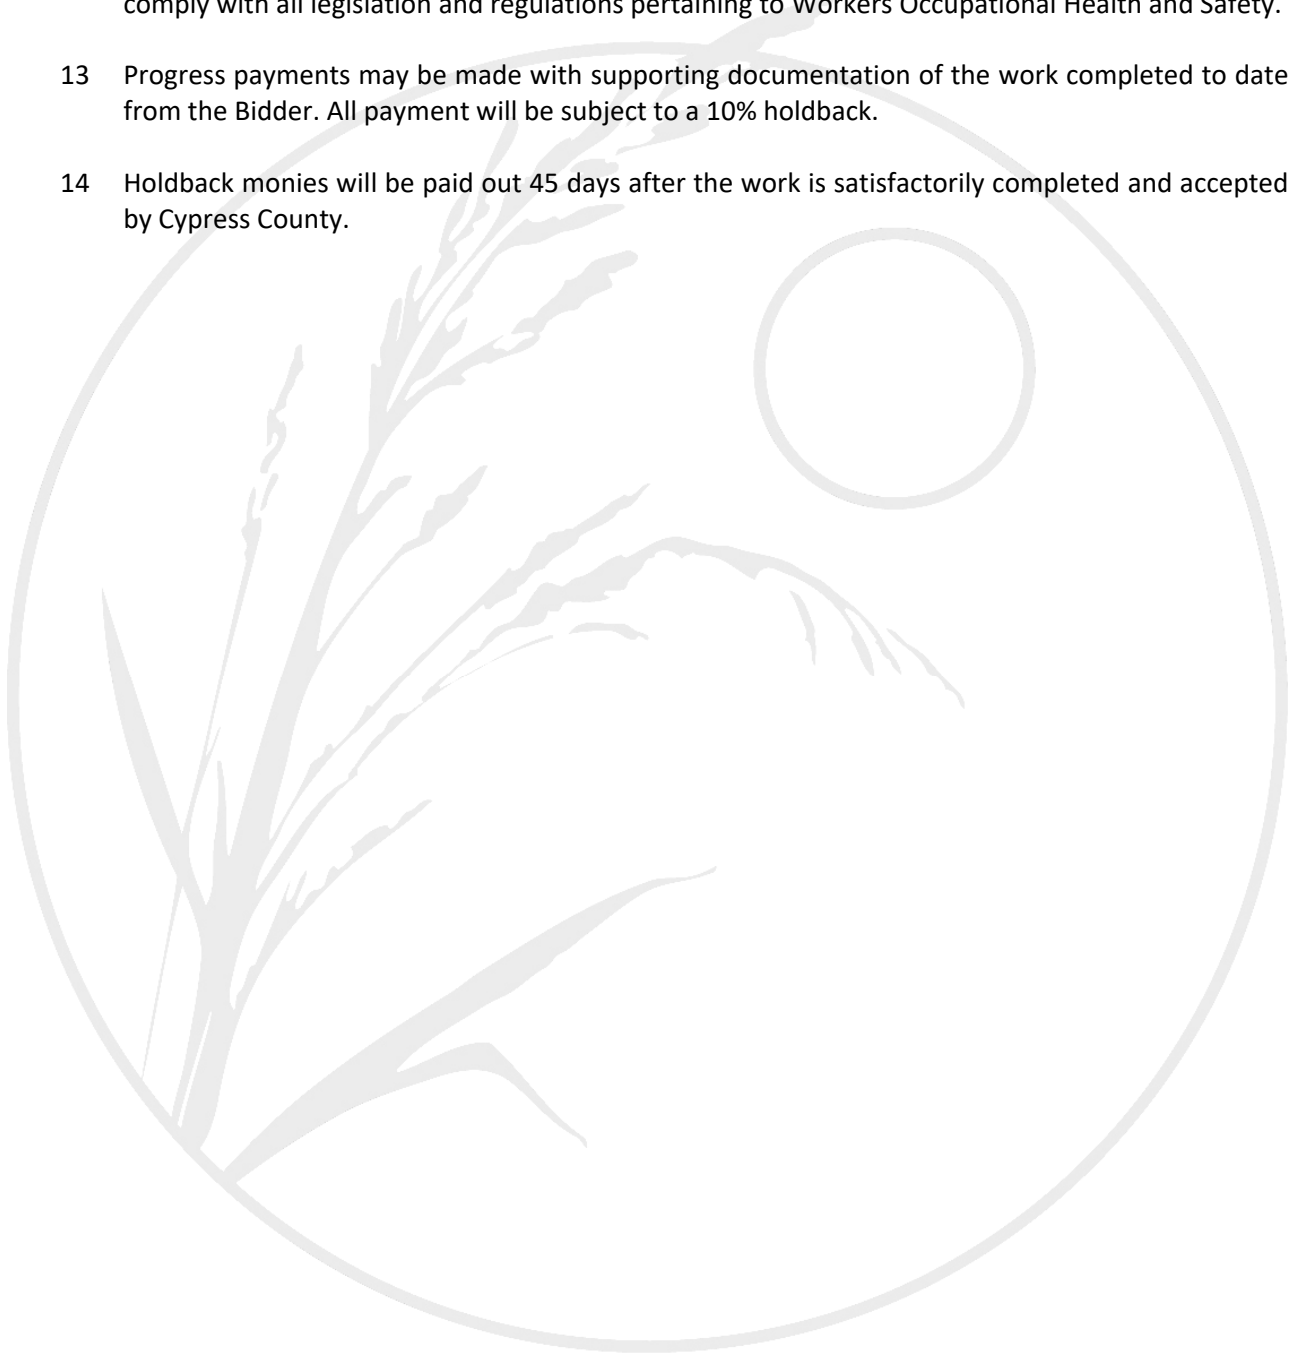 comply with all legislation and regulations pertaining to Workers Occupational Health and Safety.
13 Progress payments may be made with supporting documentation of the work completed to date
from the Bidder. All payment will be subject to a 10% holdback.
14 Holdback monies will be paid out 45 days after the work is satisfactorily completed and accepted
by Cypress County.